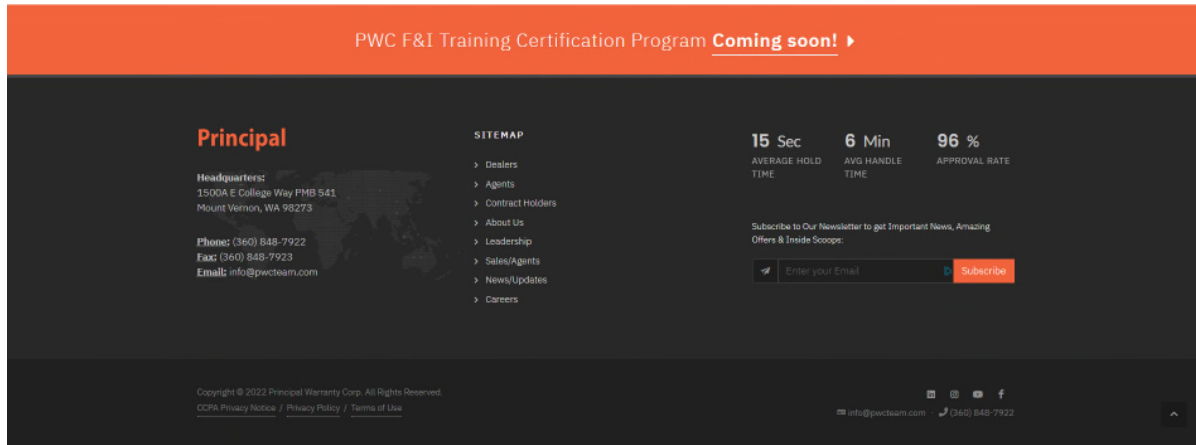 PWC F&I Training Certification Program Coming soon!
Principal
Headquarters:
1500A E College Way PMB 541
Mount Vernon, WA 98273
Phone: (360) 848-7922
Fax: (360) 848-7923
Email: info@pwcteam.com
SITEMAP
Dealers
Agents
Contract Holders
About Us
Leadership
Sales/Agents
News/Updates
Careers
15 Sec
AVERAGE HOLD
TIME
6 Min
AVG HANDLE
TIME
96 %
APPROVAL RATE
Subscribe to Our Newsletter to get Important News, Amazing
Offers & Inside Scoops:
Enter your Email
Subscribe
Copyright © 2022 Principal Warranty Corp. All Rights Reserved.
CCPA Privacy Notice / Privacy Policy / Terms of Use
info@pwcteam.com · (360) 848-7922